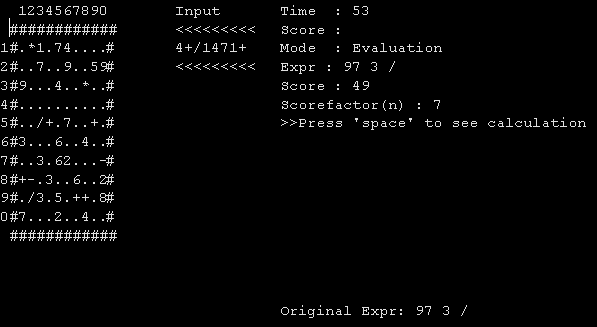 1234567890 Input Time : 53
############ <<<<<<<<< Score :
1#.*1.74....# 4+/1471+ Mode : Evaluation
2#..7..9..59# <<<<<<<<< Expr : 97 3 /
3#9...4..*..# Score : 49
4#..........# Scorefactor(n) : 7
5#../+.7..+.# >>Press 'space' to see calculation
6#3...6..4..#
7#..3.62...-#
8#+-.3..6..2#
9#./3.5.++.8#
0#7...2..4..#
############
Original Expr: 97 3 /